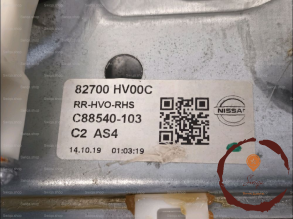 82700 HV00C
RR-HVO-RHS
C88540-103
C2 AS4
14.10.19 01:03:19
NISSAN